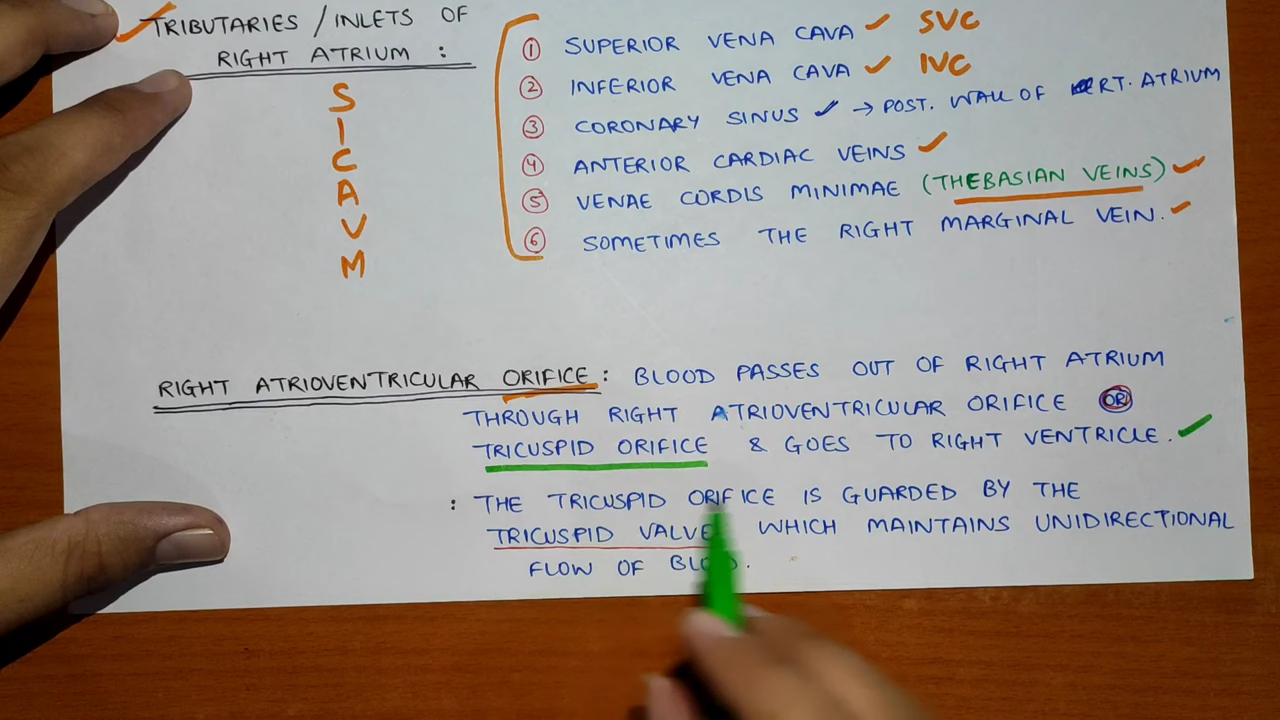 TRIBUTARIES / INLETS OF
RIGHT ATRIUM :
S
I
C
A
V
M
① SUPERIOR VENA CAVA ✓ SVC
② INFERIOR VENA CAVA ✓ IVC
③ CORONARY SINUS ✓ → POST. WALL OF RT. ATRIUM
④ ANTERIOR CARDIAC VEINS ✓
⑤ VENAE CORDIS MINIMAE (THEBASIAN VEINS) ✓
⑥ SOMETIMES THE RIGHT MARGINAL VEIN. ✓
RIGHT ATRIOVENTRICULAR ORIFICE : BLOOD PASSES OUT OF RIGHT ATRIUM
THROUGH RIGHT ATRIOVENTRICULAR ORIFICE OR
TRICUSPID ORIFICE & GOES TO RIGHT VENTRICLE. ✓
: THE TRICUSPID ORIFICE IS GUARDED BY THE
TRICUSPID VALVE WHICH MAINTAINS UNIDIRECTIONAL
FLOW OF BLOOD.